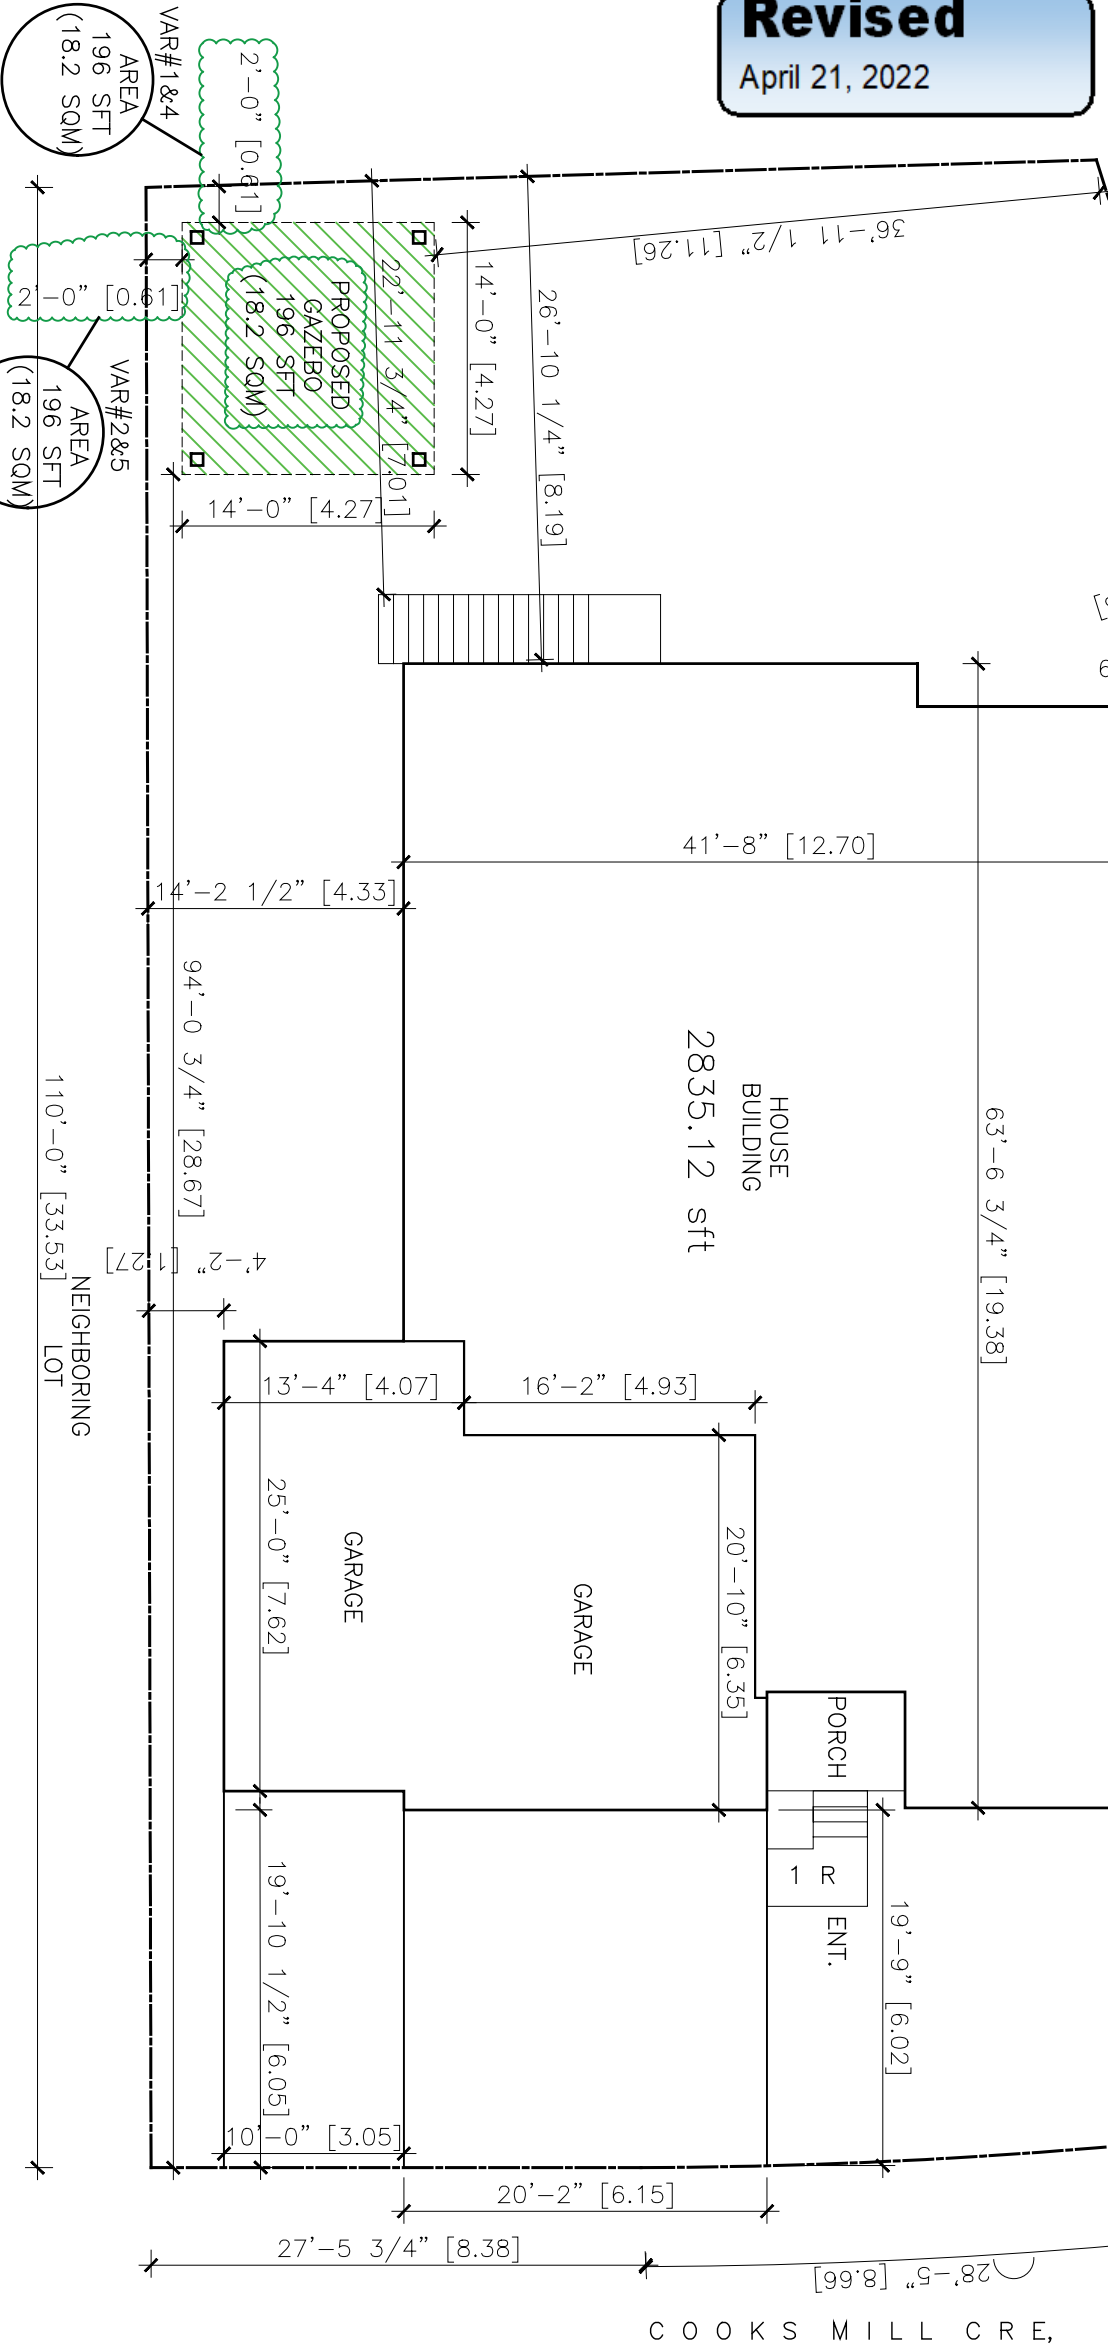 Revised
April 21, 2022
VAR#1&4
AREA
196 SFT
(18.2 SQM)
2'-0" [0.61]
2'-0" [0.61]
VAR#2&5
AREA
196 SFT
(18.2 SQM)
PROPOSED
GAZEBO
196 SFT
(18.2 SQM)
22'-11 3/4" [7.01]
14'-0" [4.27]
14'-0" [4.27]
26'-10 1/4" [8.19]
36'-11 1/2" [11.26]
41'-8" [12.70]
14'-2 1/2" [4.33]
94'-0 3/4" [28.67]
110'-0" [33.53]
4'-2" [1.27]
NEIGHBORING
LOT
HOUSE
BUILDING
2835.12 sft
63'-6 3/4" [19.38]
13'-4" [4.07]
16'-2" [4.93]
25'-0" [7.62]
GARAGE
GARAGE
20'-10" [6.35]
PORCH
1 R
ENT.
19'-10 1/2" [6.05]
19'-9" [6.02]
10'-0" [3.05]
20'-2" [6.15]
27'-5 3/4" [8.38]
28'-5" [8.66]
COOKS MILL CRE,